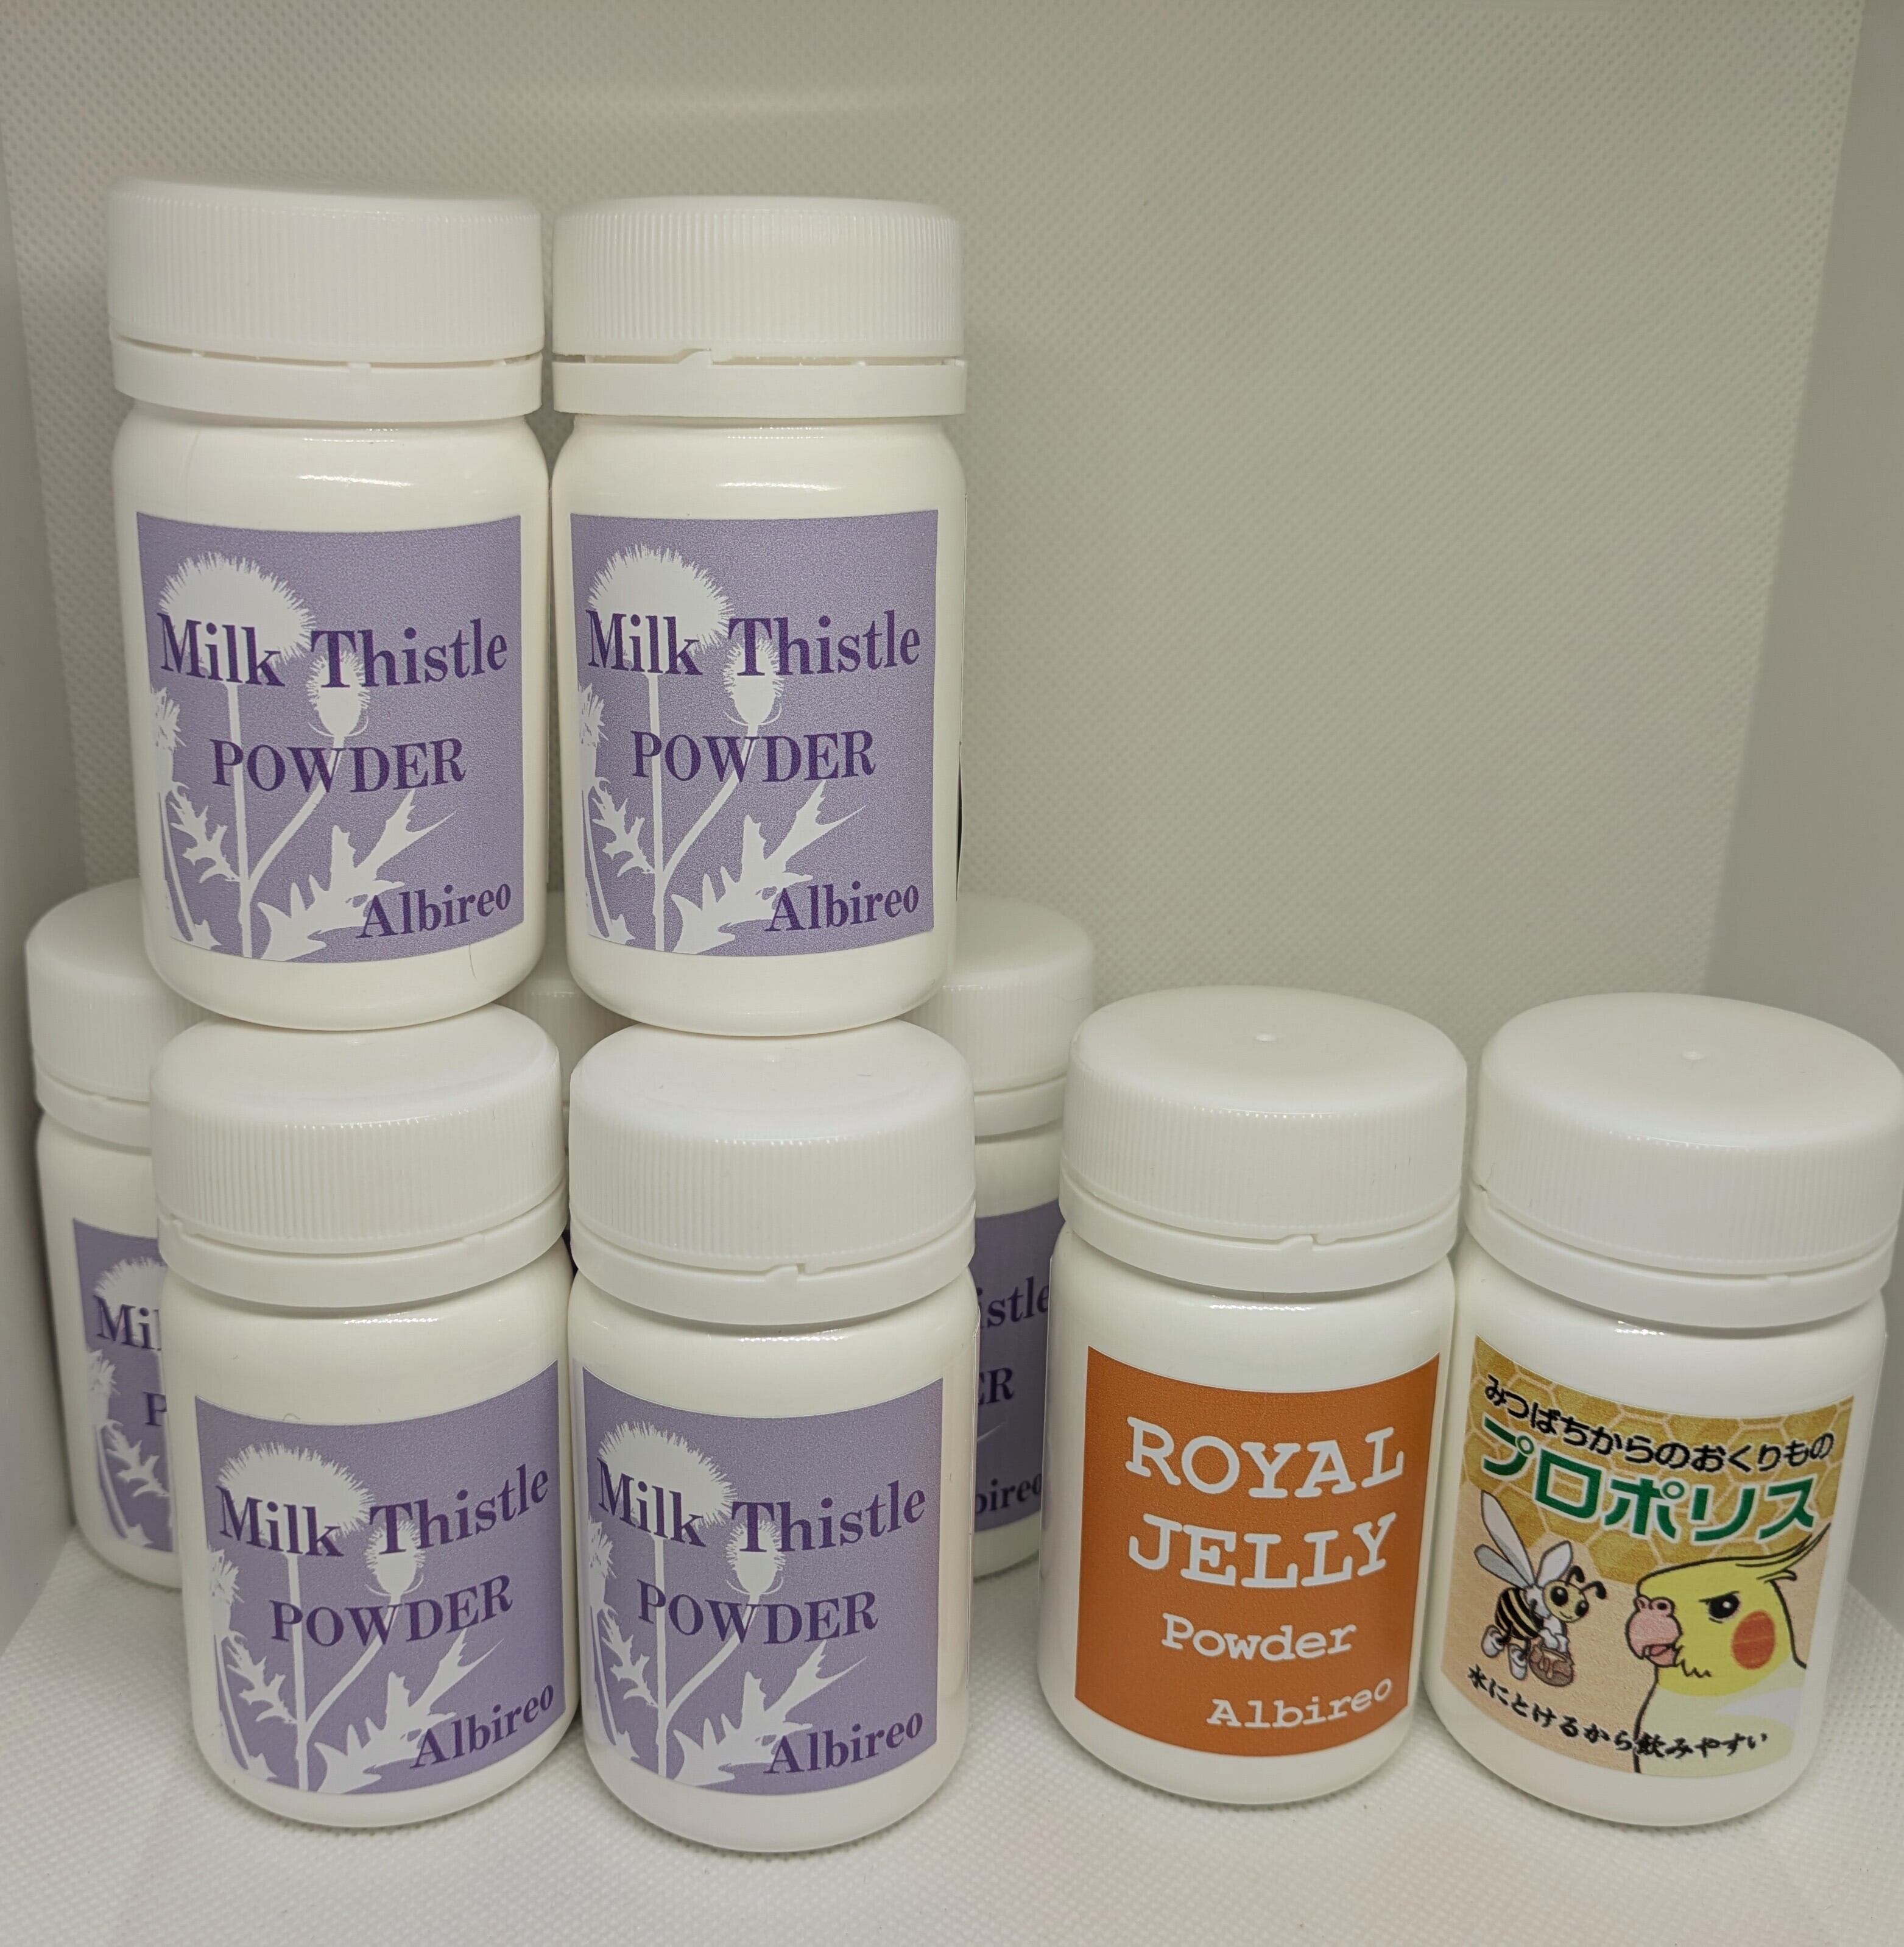 Milk Thistle
POWDER
Albireo
Milk Thistle
POWDER
Albireo
Milk Thistle
POWDER
Albireo
Milk Thistle
POWDER
Albireo
ROYAL
JELLY
Powder
Albireo
みつばちからのおくりもの
プロポリス
水にとけるから飲みやすい